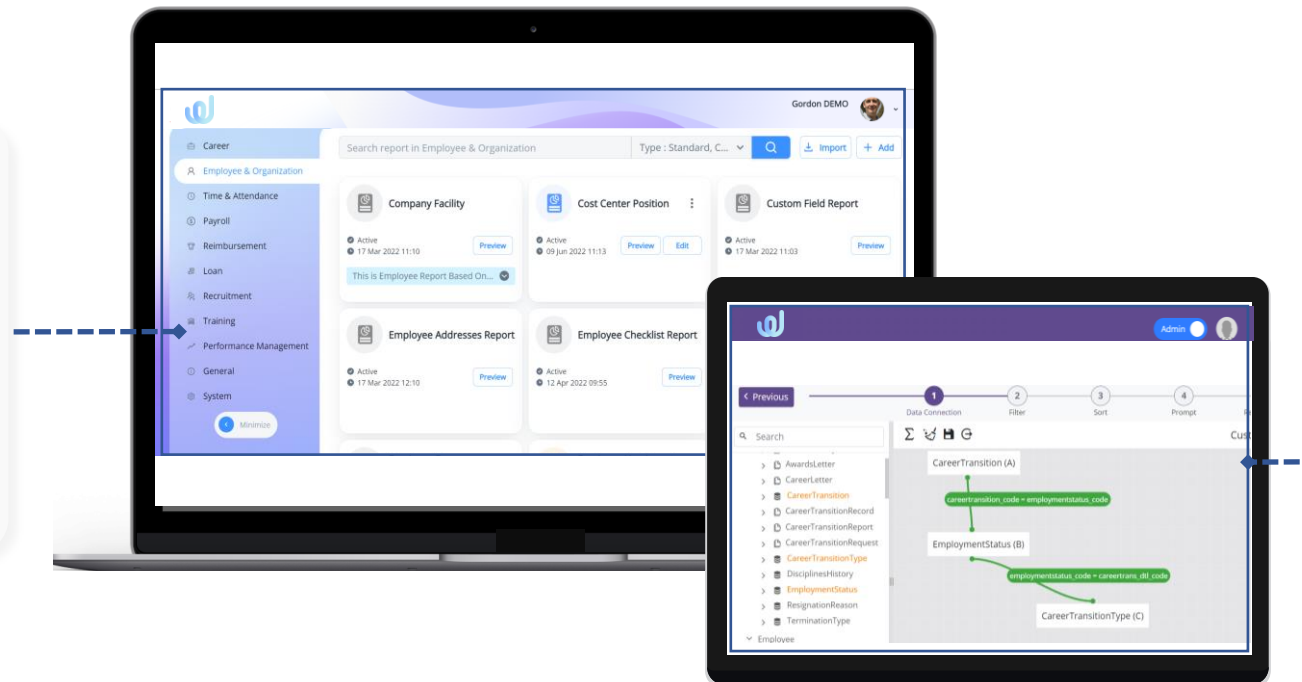 Gordon DEMO
Career
Employee & Organization
Time & Attendance
Payroll
Reimbursement
Loan
Recruitment
Training
Performance Management
General
System
Minimize
Search report in Employee & Organization
Type : Standard, C...
Import
+ Add
Company Facility
Active
17 Mar 2022 11:10
Preview
This is Employee Report Based On...
Cost Center Position
Active
09 Jun 2022 11:13
Preview
Edit
Custom Field Report
Active
17 Mar 2022 11:03
Preview
Employee Addresses Report
Active
17 Mar 2022 12:10
Preview
Employee Checklist Report
Active
12 Apr 2022 09:55
Preview
Admin
< Previous
1
Data Connection
2
Filter
3
Sort
4
Prompt
Search
AwardsLetter
CareerLetter
CareerTransition
CareerTransitionRecord
CareerTransitionReport
CareerTransitionRequest
CareerTransitionType
DisciplinesHistory
EmploymentStatus
ResignationReason
TerminationType
Employee
Σ
Cust
CareerTransition (A)
careertransition_code = employmentstatus_code
EmploymentStatus (B)
employmentstatus_code = careertrans_dtl_code
CareerTransitionType (C)